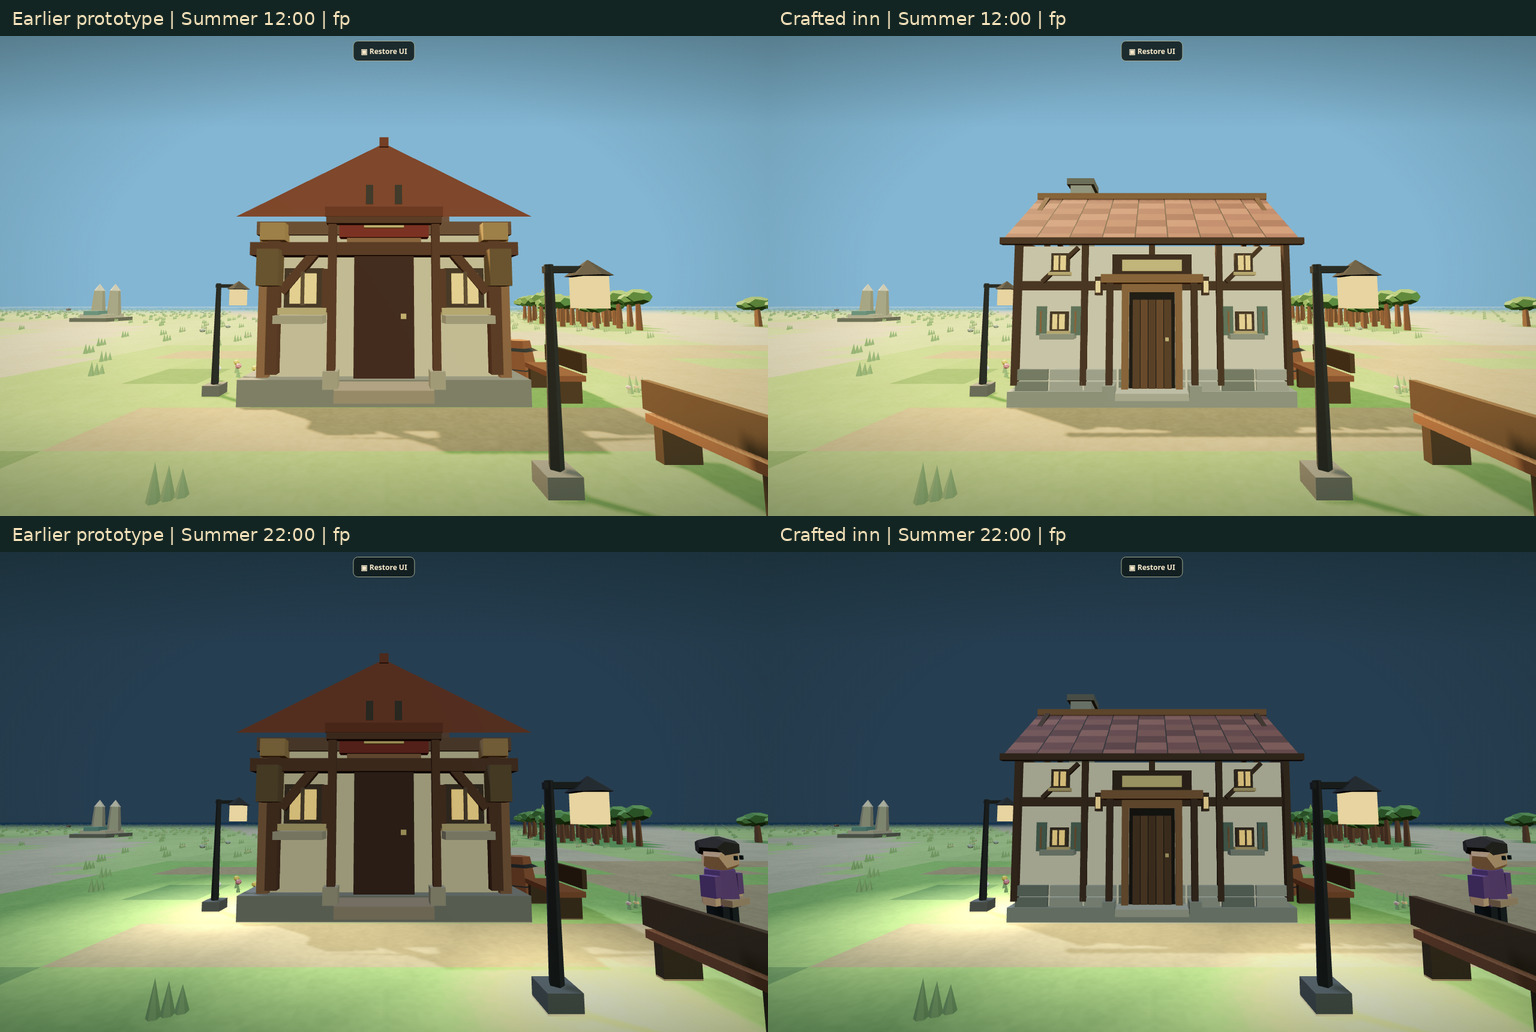 Earlier prototype | Summer 12:00 | fp
Crafted inn | Summer 12:00 | fp
Restore UI
Restore UI
Earlier prototype | Summer 22:00 | fp
Crafted inn | Summer 22:00 | fp
Restore UI
Restore UI